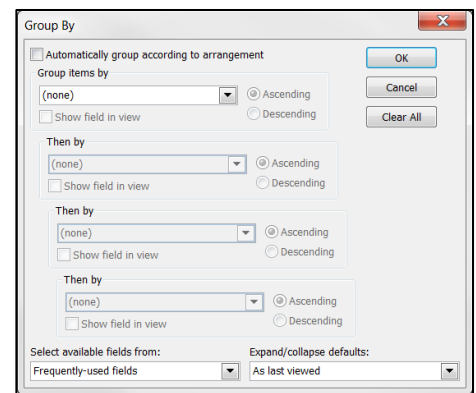 Group By
Automatically group according to arrangement
OK
Group items by
(none)
Ascending
Cancel
Show field in view
Descending
Clear All
Then by
(none)
Ascending
Show field in view
Descending
Then by
(none)
Ascending
Show field in view
Descending
Then by
(none)
Ascending
Show field in view
Descending
Select available fields from:
Expand/collapse defaults:
Frequently-used fields
As last viewed